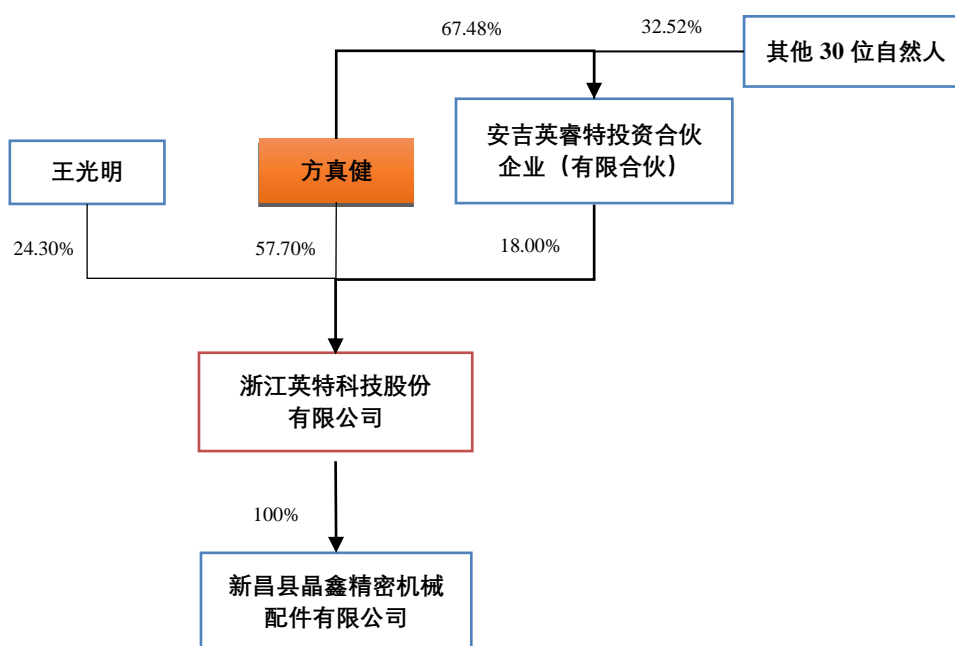 67.48%
32.52%
其他 30 位自然人
安吉英睿特投资合伙
企业（有限合伙）
王光明
方真健
24.30%
57.70%
18.00%
浙江英特科技股份
有限公司
100%
新昌县晶鑫精密机械
配件有限公司